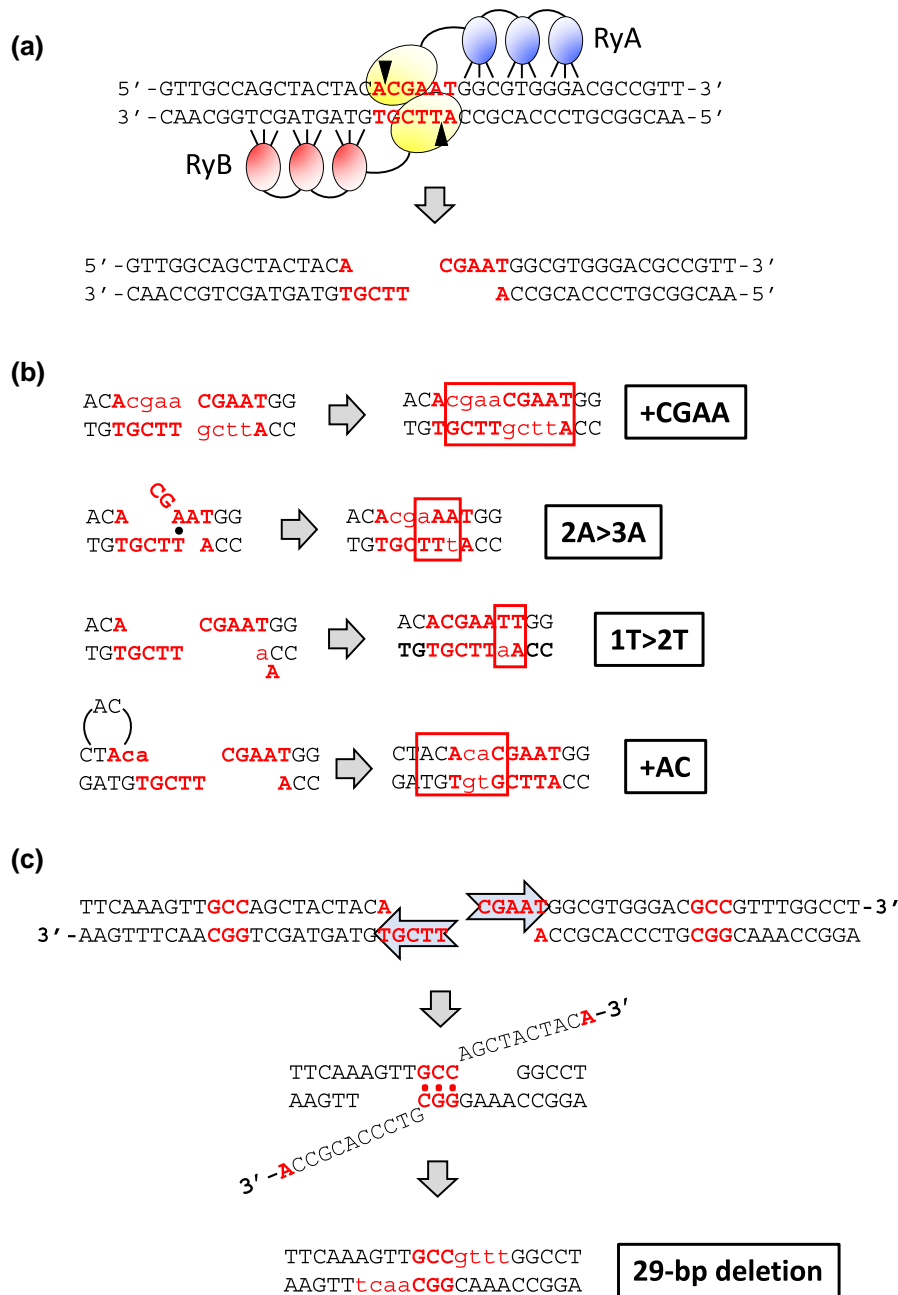 (a)
RyA
5′-GTTGCCAGCTACTACACGAATGGCGTGGGACGCCGTT-3′
3′-CAACGGTCGATGATGTGCTTACCGCACCCTGCGGCAA-5′
RyB
5′-GTTGGCAGCTACTACA CGAATGGCGTGGGACGCCGTT-3′
3′-CAACCGTCGATGATGTGCTT ACCGCACCCTGCGGCAA-5′
(b)
ACAcgaa CGAATGG ACAcgaaCGAATGG
TGTGCTT gcttACC TGTGCTTgcttACC
+CGAA
CG
ACA AATGG ACAcgaAATGG
TGTGCTT ACC TGTGCTTtACC
2A>3A
ACA CGAATGG ACACGAATTGG
TGTGCTT aCC TGTGCTTaACC
A
1T>2T
AC
CTAca CGAATGG CTACAcaCGAATGG
GATGTGCTT ACC GATGTgtGCTTACC
+AC
(c)
TTCAAAGTTGCCAGCTACTACA CGAATGGCGTGGGACGCCGTTTGGCCT-3′
3′-AAGTTTCAACGGTCGATGATGTGCTT ACCGCACCCTGCGGCAAACCGGA
AGCTACTACA-3′
TTCAAAGTTGCC GGCCT
AAGTT CGGGAAACCGGA
3′-ACCGCACCCTG
TTCAAAGTTGCCgtttGGCCT
AAGTTtcaaCGGCAAACCGGA
29-bp deletion